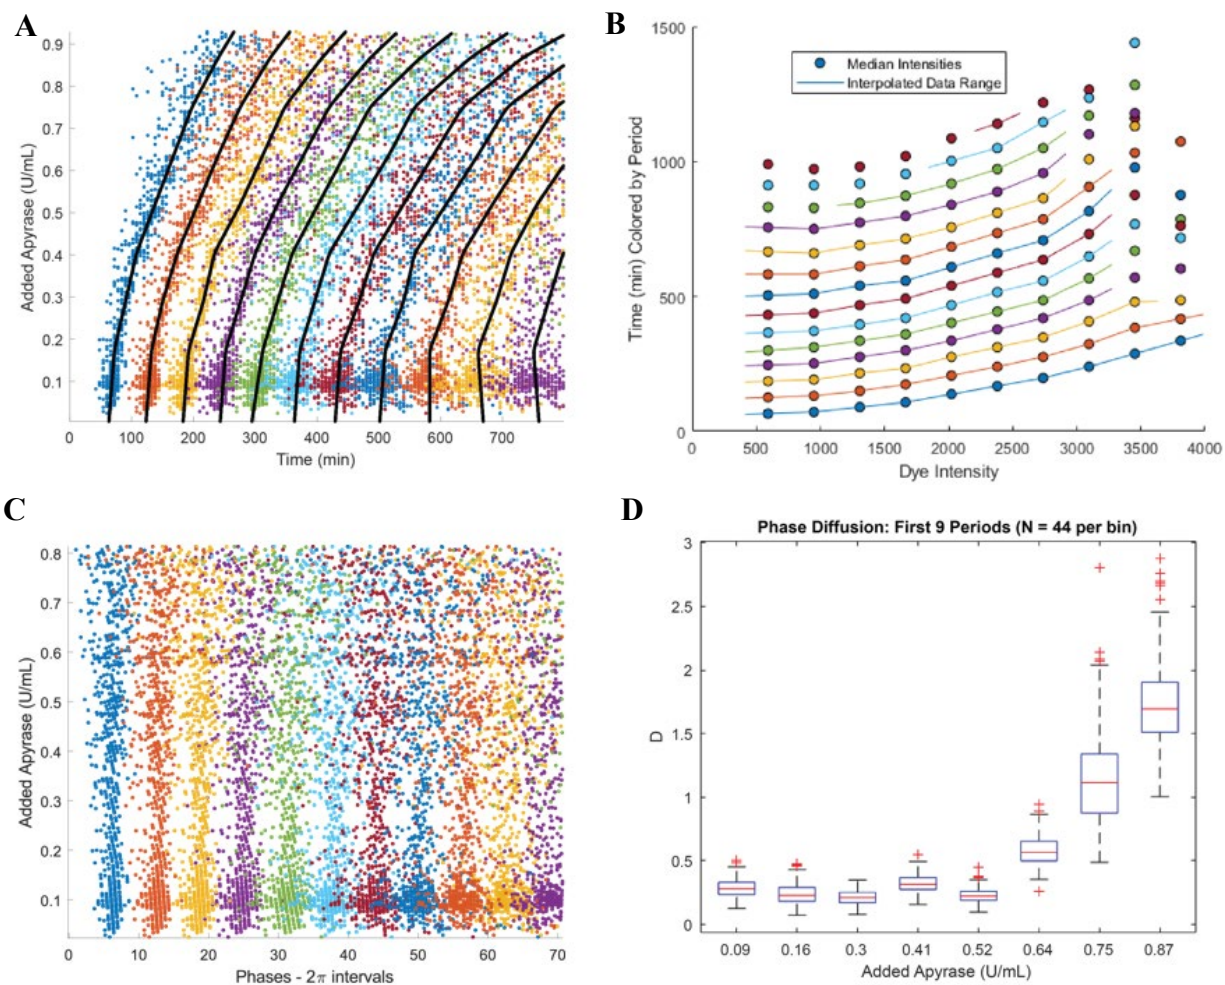 A
Added Apyrase (U/mL)
0.9
0.8
0.7
0.6
0.5
0.4
0.3
0.2
0.1
0 100 200 300 400 500 600 700
Time (min)
B
Time (min) Colored by Period
1500
1000
500
0
Median Intensities
Interpolated Data Range
0 500 1000 1500 2000 2500 3000 3500 4000
Dye Intensity
C
Added Apyrase (U/mL)
0.8
0.7
0.6
0.5
0.4
0.3
0.2
0.1
0 10 20 30 40 50 60 70
Phases - 2π intervals
D
Phase Diffusion: First 9 Periods (N = 44 per bin)
D
3
2.5
2
1.5
1
0.5
0
0.09 0.16 0.3 0.41 0.52 0.64 0.75 0.87
Added Apyrase (U/mL)